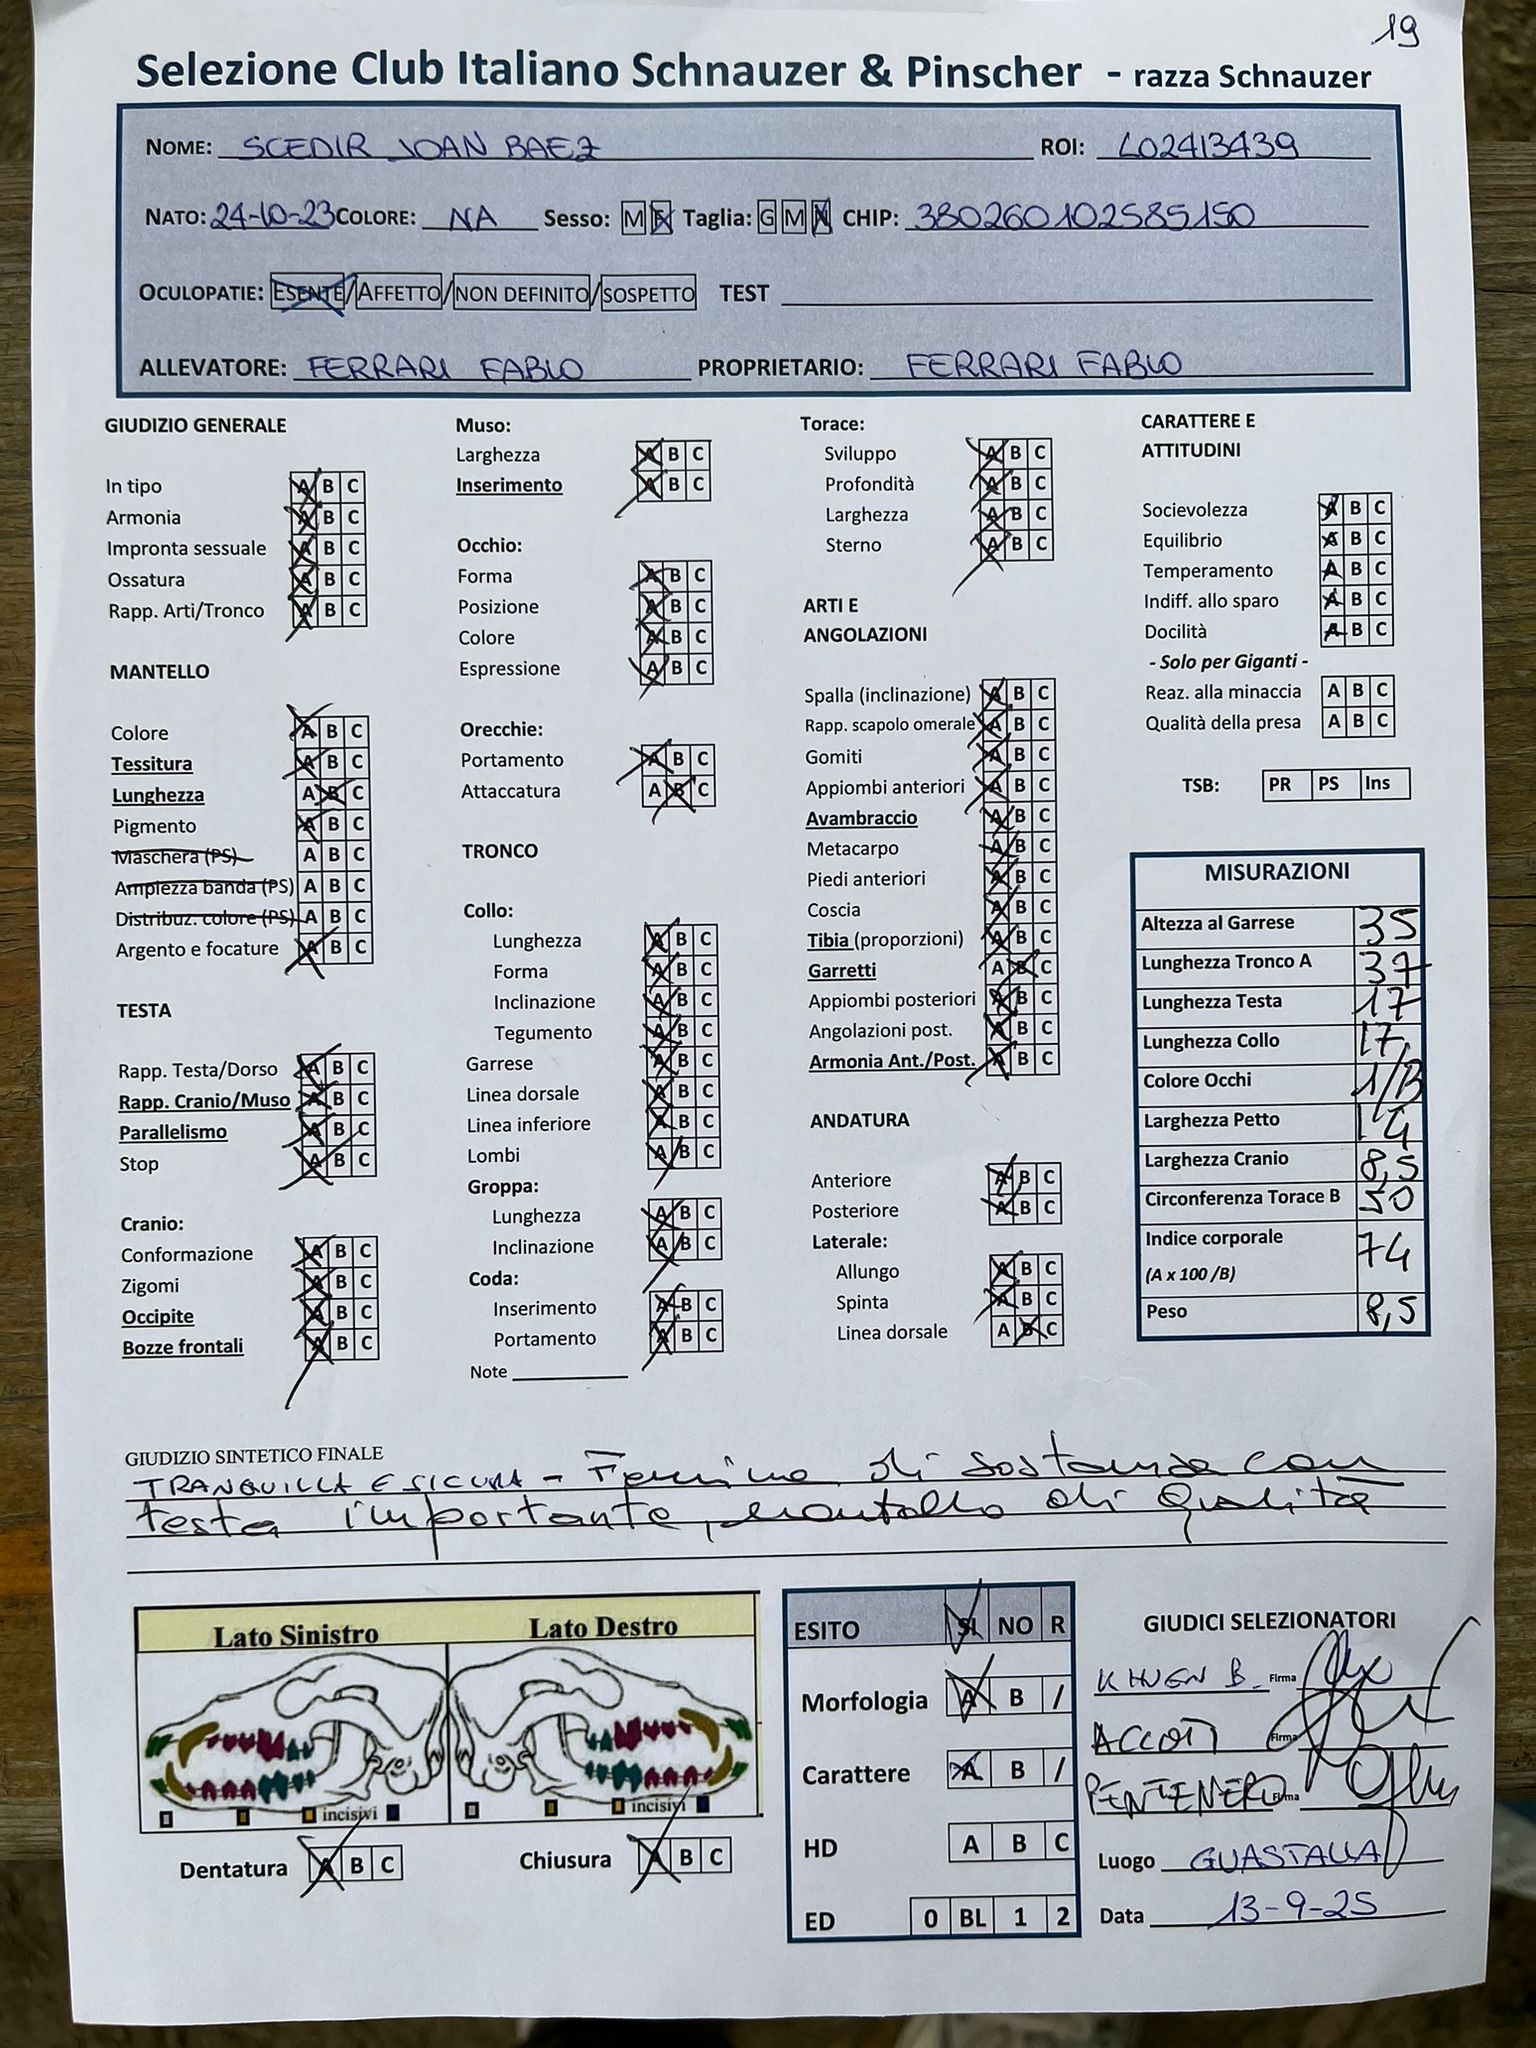 19
Selezione Club Italiano Schnauzer & Pinscher - razza Schnauzer
NOME: SCEDIR JOAN BAEZ ROI: LO2413439
NATO: 24-10-23 COLORE: NA Sesso: M F Taglia: G M N CHIP: 380260102585150
OCULOPATIE: ESENTE/AFFETTO/NON DEFINITO/SOSPETTO TEST
ALLEVATORE: FERRARI FABIO PROPRIETARIO: FERRARI FABIO
GIUDIZIO GENERALE
In tipo A B C
Armonia A B C
Impronta sessuale A B C
Ossatura A B C
Rapp. Arti/Tronco A B C
MANTELLO
Colore A B C
Tessitura A B C
Lunghezza A B C
Pigmento A B C
Maschera (PS) A B C
Ampiezza banda (PS) A B C
Distribuz. colore (PS) A B C
Argento e focature A B C
TESTA
Rapp. Testa/Dorso A B C
Rapp. Cranio/Muso A B C
Parallelismo A B C
Stop A B C
Cranio:
Conformazione A B C
Zigomi A B C
Occipite A B C
Bozze frontali A B C
Muso:
Larghezza A B C
Inserimento A B C
Occhio:
Forma A B C
Posizione A B C
Colore A B C
Espressione A B C
Orecchie:
Portamento A B C
Attaccatura A B C
TRONCO
Collo:
Lunghezza A B C
Forma A B C
Inclinazione A B C
Tegumento A B C
Garrese A B C
Linea dorsale A B C
Linea inferiore A B C
Lombi A B C
Groppa:
Lunghezza A B C
Inclinazione A B C
Coda:
Inserimento A B C
Portamento A B C
Note
Torace:
Sviluppo A B C
Profondità A B C
Larghezza A B C
Sterno A B C
ARTI E
ANGOLAZIONI
Spalla (inclinazione) A B C
Rapp. scapolo omerale A B C
Gomiti A B C
Appiombi anteriori A B C
Avambraccio A B C
Metacarpo A B C
Piedi anteriori A B C
Coscia A B C
Tibia (proporzioni) A B C
Garretti A B C
Appiombi posteriori A B C
Angolazioni post. A B C
Armonia Ant./Post. A B C
ANDATURA
Anteriore A B C
Posteriore A B C
Laterale:
Allungo A B C
Spinta A B C
Linea dorsale A B C
CARATTERE E
ATTITUDINI
Socievolezza A B C
Equilibrio A B C
Temperamento A B C
Indiff. allo sparo A B C
Docilità A B C
- Solo per Giganti -
Reaz. alla minaccia A B C
Qualità della presa A B C
TSB: PR PS Ins
MISURAZIONI
Altezza al Garrese 35
Lunghezza Tronco A 37
Lunghezza Testa 17
Lunghezza Collo 17
Colore Occhi 1/B
Larghezza Petto 14
Larghezza Cranio 8,5
Circonferenza Torace B 50
Indice corporale 74
(A x 100 /B)
Peso 8,5
GIUDIZIO SINTETICO FINALE
TRANQUILLA E SICURA - Femmina di sostanza con
testa importante, mantello di qualità
Lato Sinistro Lato Destro
incisivi incisivi
Dentatura A B C Chiusura A B C
ESITO SI NO R
Morfologia A B /
Carattere A B /
HD A B C
ED 0 BL 1 2
GIUDICI SELEZIONATORI
KHUEN B. Firma
ACCOTI Firma
PENTENERO Firma
Luogo GUASTALLA
Data 13-9-25